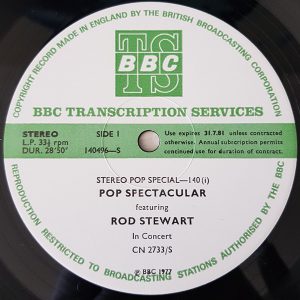 COPYRIGHT RECORD MADE IN ENGLAND BY THE BRITISH BROADCASTING CORPORATION
TS
BBC
BBC TRANSCRIPTION SERVICES
STEREO
L.P. 33⅓ rpm
DUR. 28'50"
SIDE 1
140496—S
Use expires 31.7.81 unless contracted
otherwise. Annual subscription permits
continued use for duration of contract.
STEREO POP SPECIAL—140 (i)
POP SPECTACULAR
featuring
ROD STEWART
In Concert
CN 2733/S
℗ BBC 1977
REPRODUCTION RESTRICTED TO BROADCASTING STATIONS AUTHORISED BY THE BBC